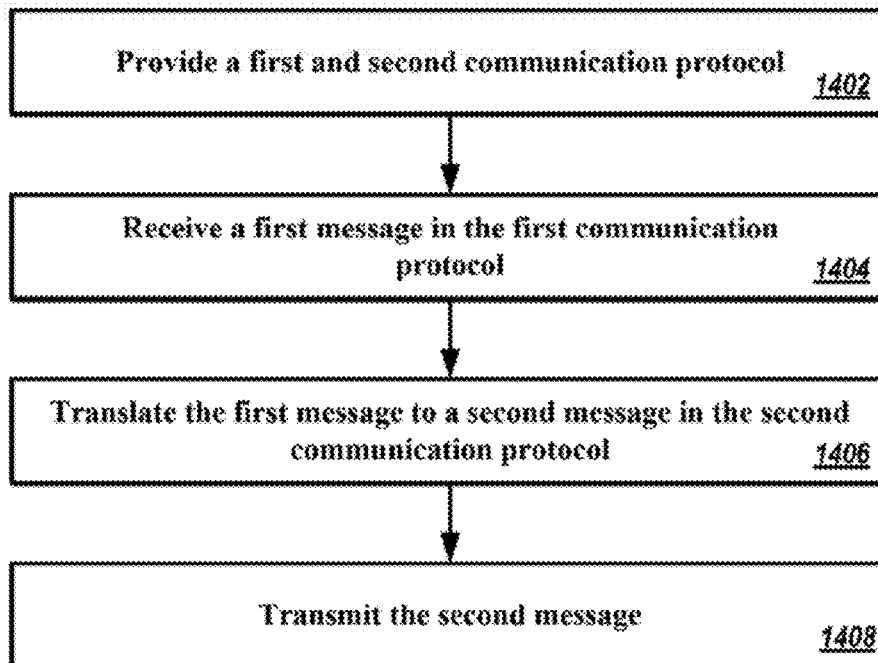 Provide a first and second communication protocol
1402
Receive a first message in the first communication
protocol
1404
Translate the first message to a second message in the second
communication protocol
1406
Transmit the second message
1408